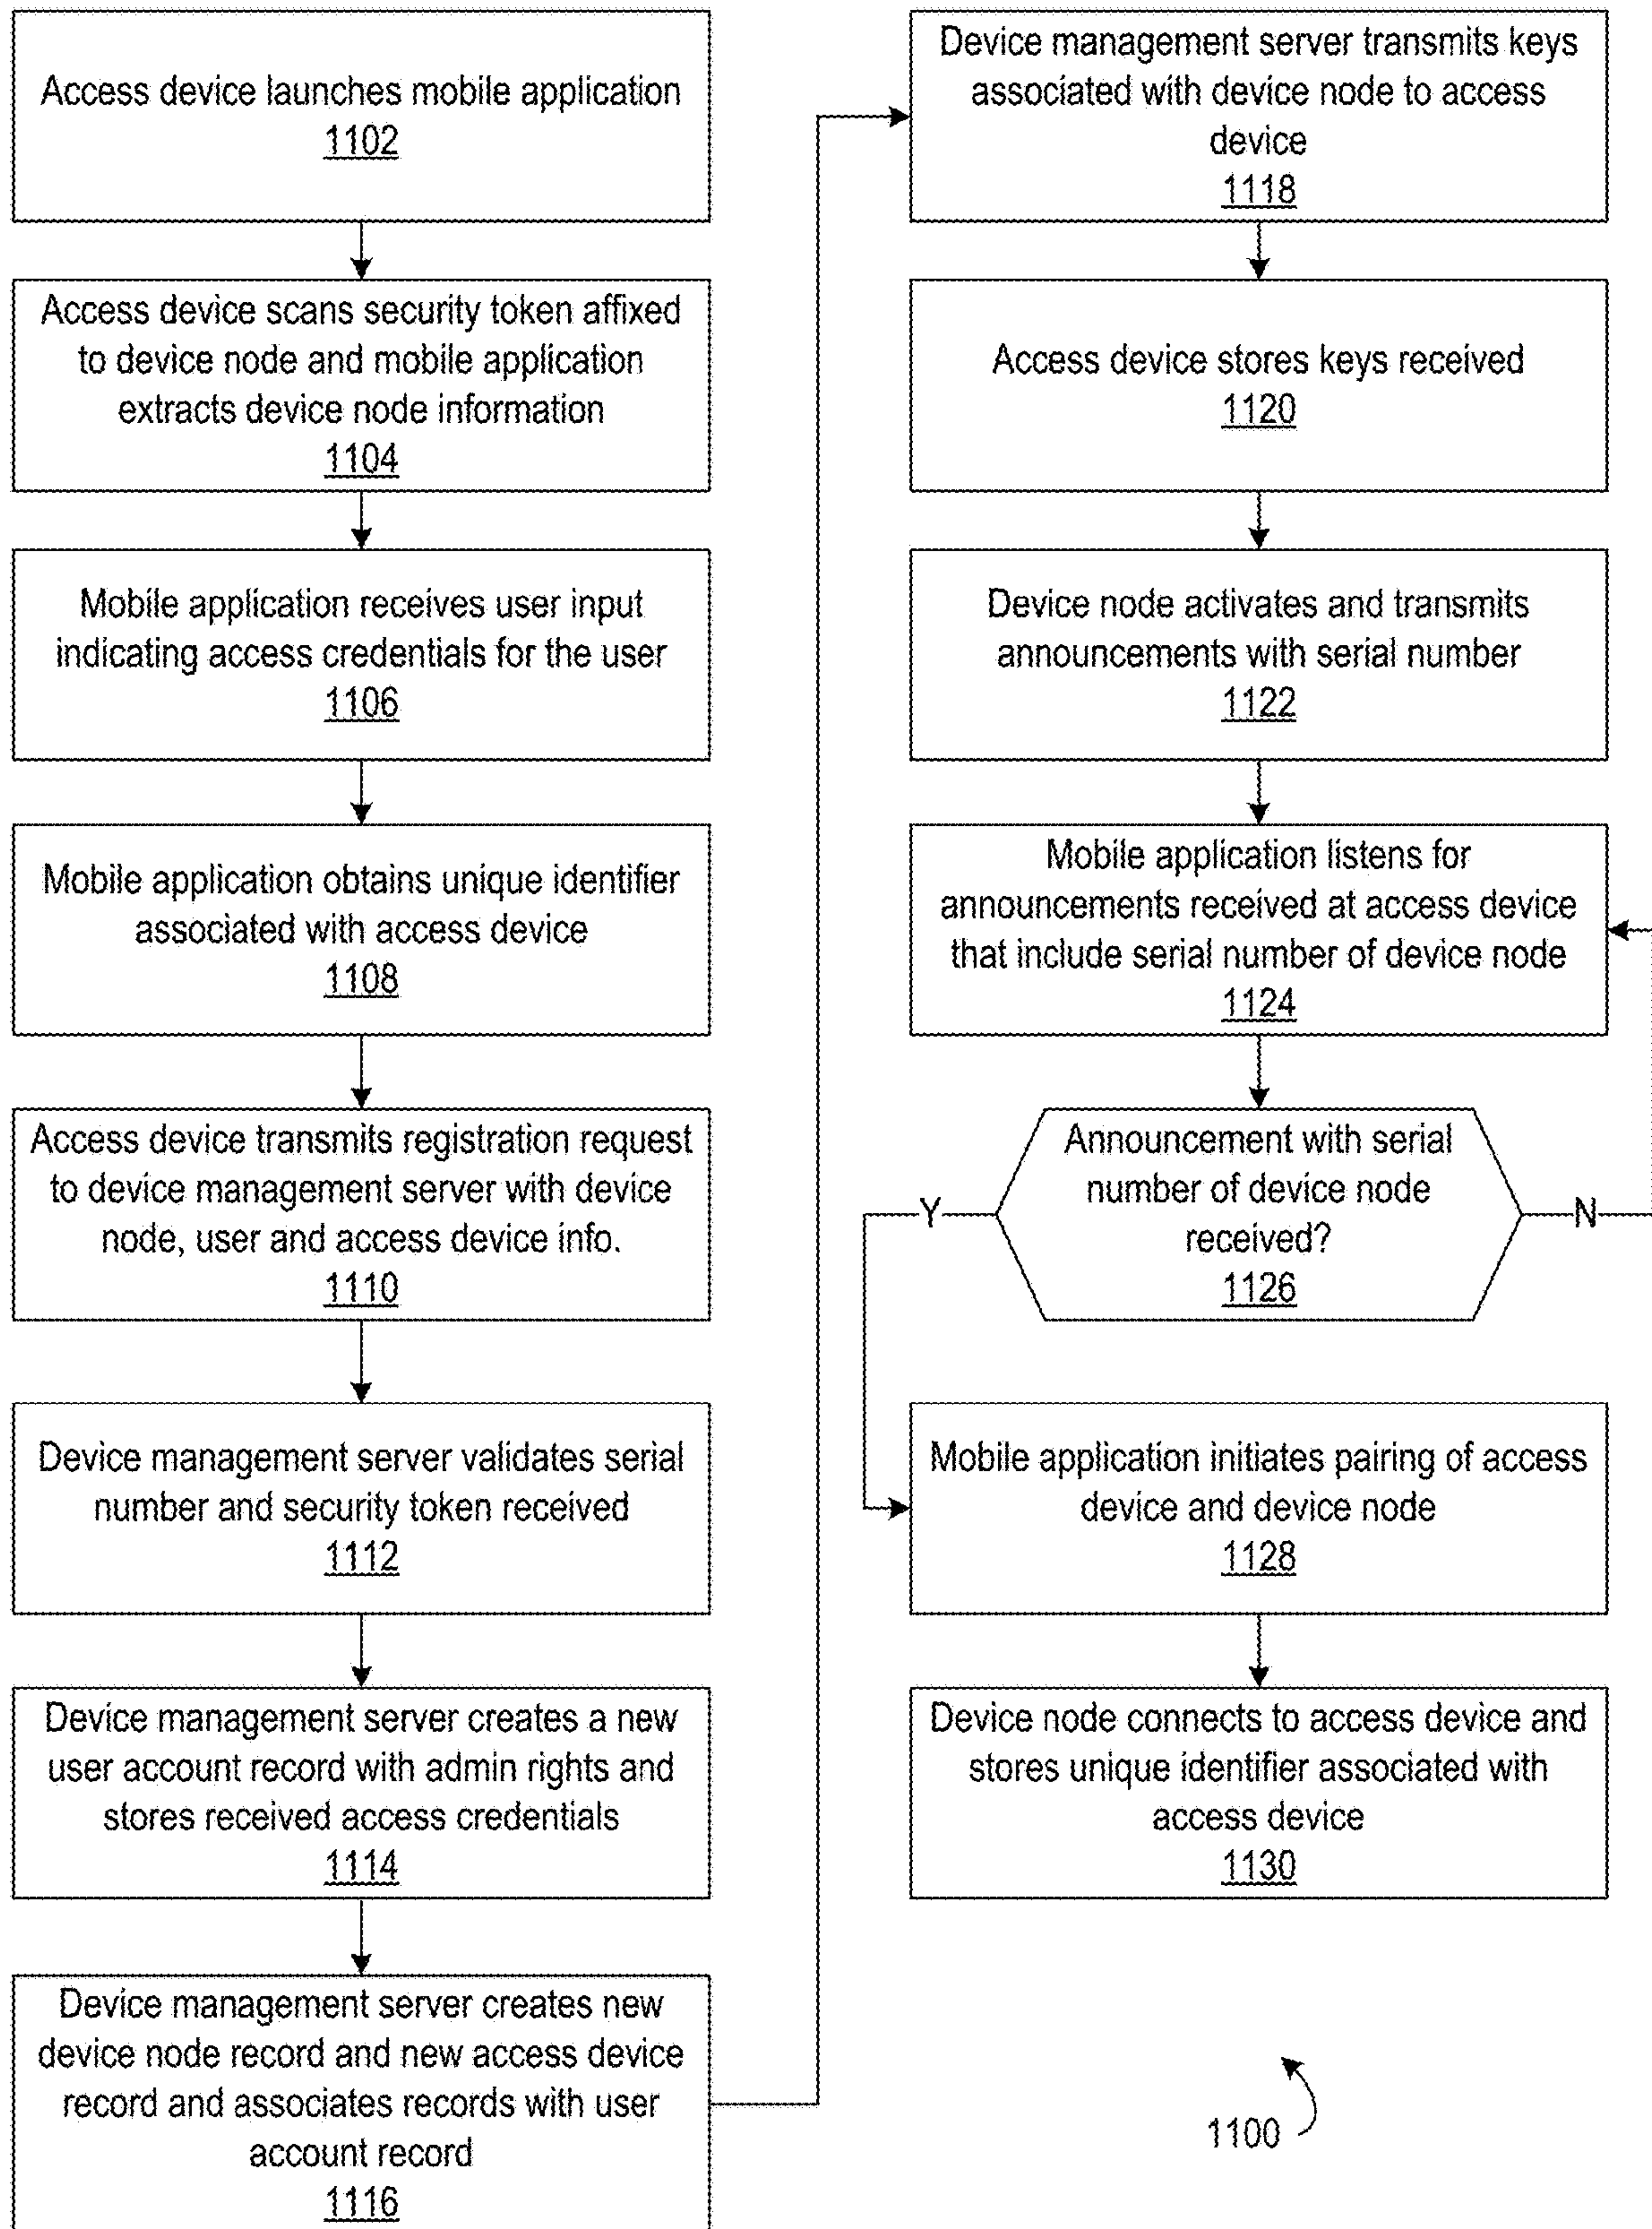 Access device launches mobile application
1102
Access device scans security token affixed
to device node and mobile application
extracts device node information
1104
Mobile application receives user input
indicating access credentials for the user
1106
Mobile application obtains unique identifier
associated with access device
1108
Access device transmits registration request
to device management server with device
node, user and access device info.
1110
Device management server validates serial
number and security token received
1112
Device management server creates a new
user account record with admin rights and
stores received access credentials
1114
Device management server creates new
device node record and new access device
record and associates records with user
account record
1116
Device management server transmits keys
associated with device node to access
device
1118
Access device stores keys received
1120
Device node activates and transmits
announcements with serial number
1122
Mobile application listens for
announcements received at access device
that include serial number of device node
1124
Announcement with serial
number of device node
received?
1126
Y
N
Mobile application initiates pairing of access
device and device node
1128
Device node connects to access device and
stores unique identifier associated with
access device
1130
1100